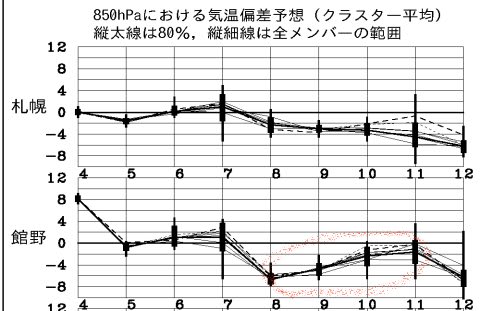 850hPaにおける気温偏差予想(クラスター平均)
縦太線は80%,縦細線は全メンバーの範囲
12
8
4
札幌 0
-4
-8
4 5 6 7 8 9 10 11 12
12
8
4
館野 0
-4
-8
12 4 5 6 7 8 9 10 11 12